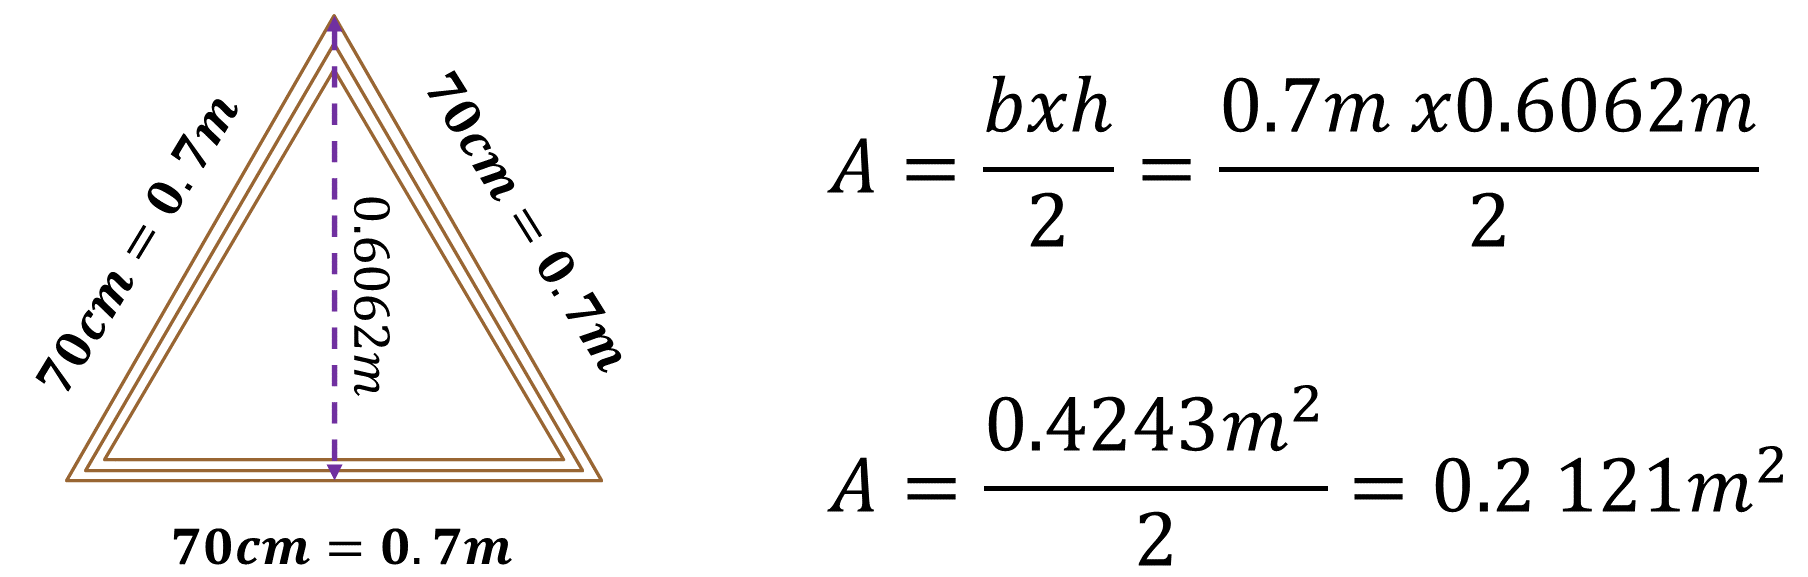 70cm = 0.7m
70cm = 0.7m
0.6062m
70cm = 0.7m
A = bxh/2 = 0.7m x0.6062m/2
A = 0.4243m²/2 = 0.2 121m²